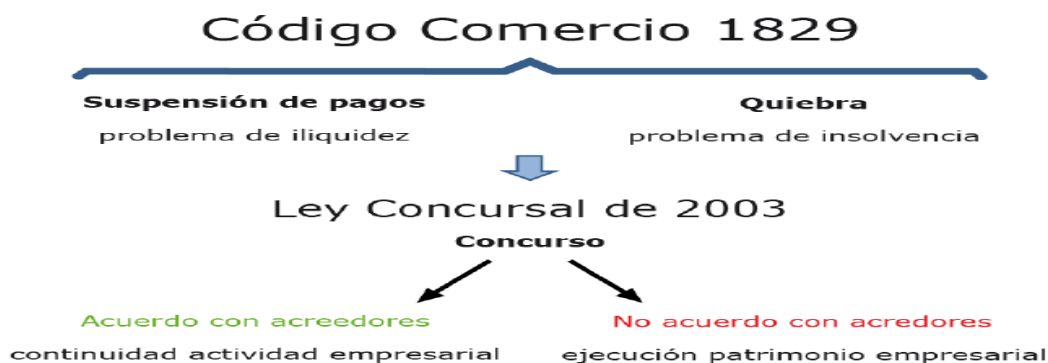 Código Comercio 1829
Suspensión de pagos
problema de iliquidez
Quiebra
problema de insolvencia
Ley Concursal de 2003
Concurso
Acuerdo con acreedores
continuidad actividad empresarial
No acuerdo con acredores
ejecución patrimonio empresarial